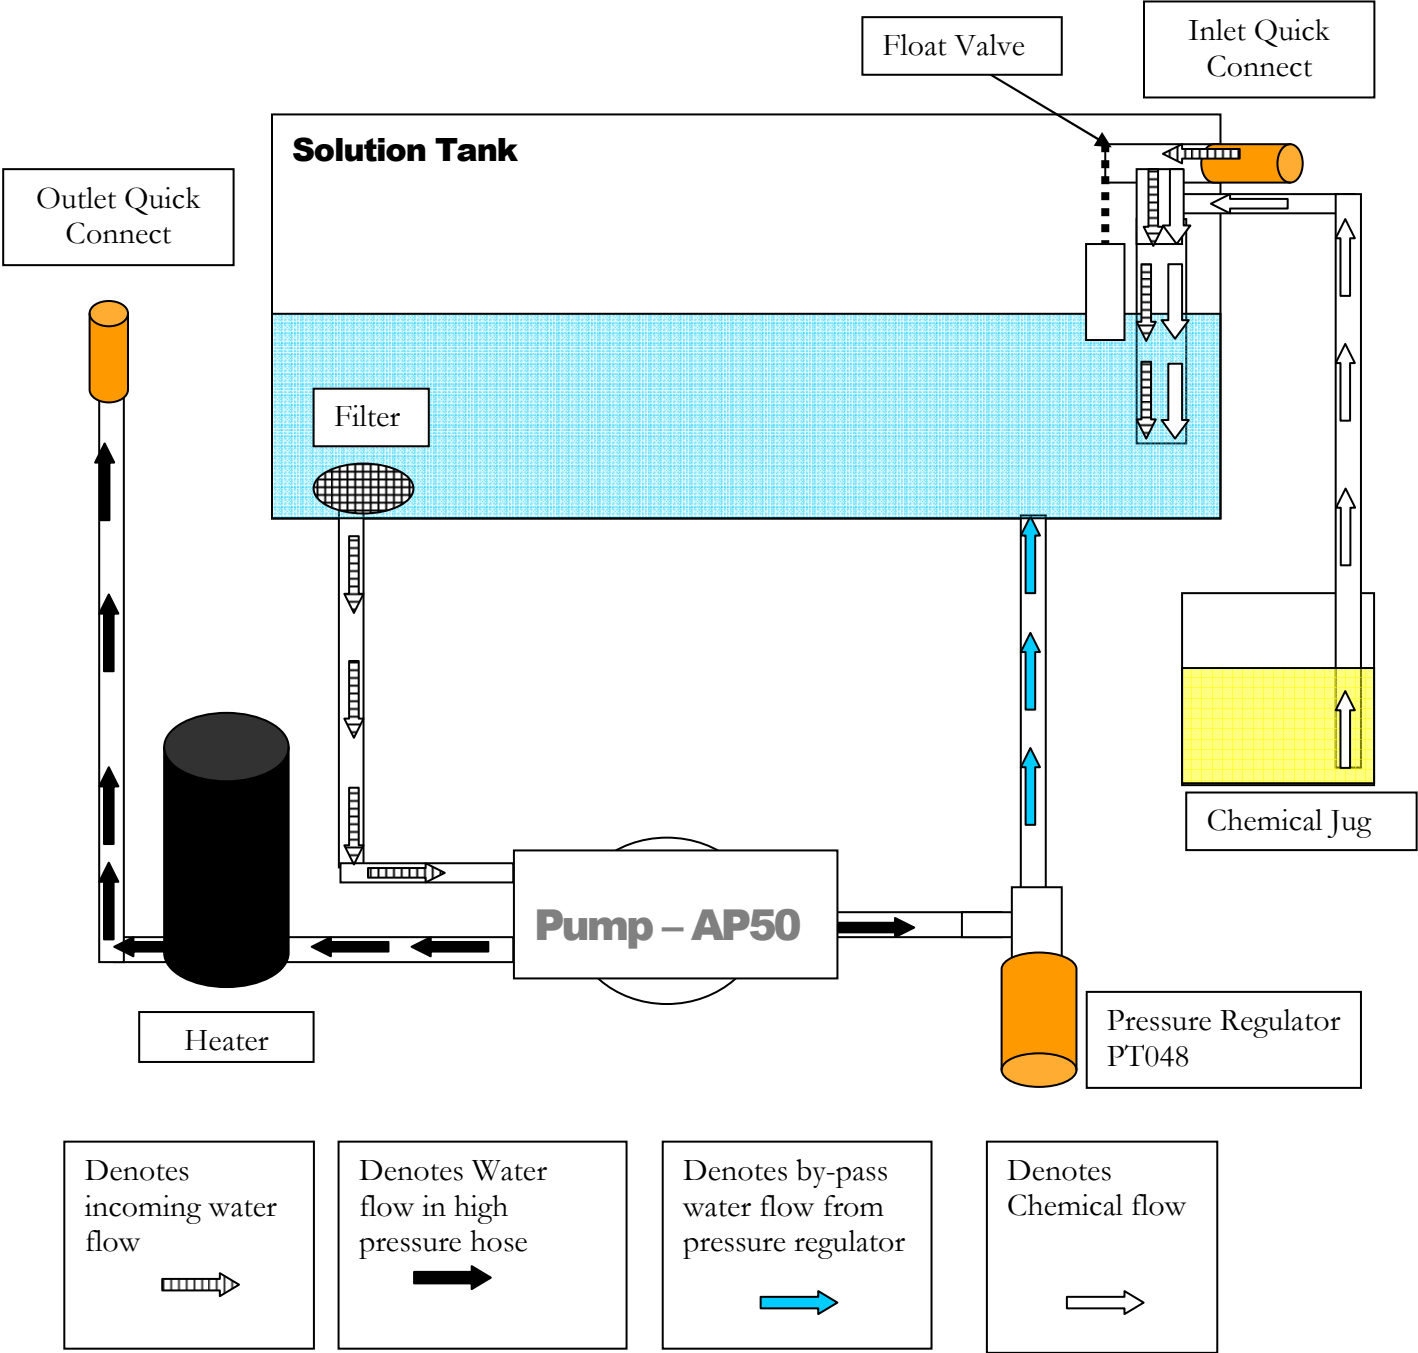 Float Valve
Inlet Quick
Connect
Solution Tank
Outlet Quick
Connect
Filter
Chemical Jug
Pump – AP50
Pressure Regulator
PT048
Heater
Denotes
incoming water
flow
Denotes Water
flow in high
pressure hose
Denotes by-pass
water flow from
pressure regulator
Denotes
Chemical flow